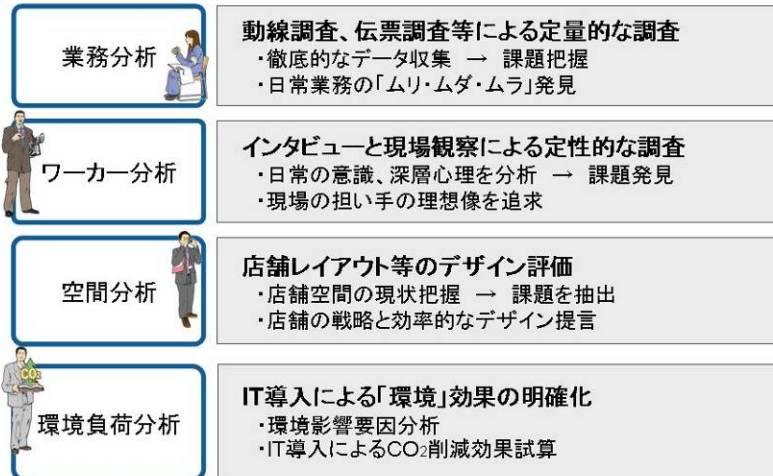 業務分析
動線調査、伝票調査等による定量的な調査
・徹底的なデータ収集 → 課題把握
・日常業務の「ムリ・ムダ・ムラ」発見
ワーカー分析
インタビューと現場観察による定性的な調査
・日常の意識、深層心理を分析 → 課題発見
・現場の担い手の理想像を追求
空間分析
店舗レイアウト等のデザイン評価
・店舗空間の現状把握 → 課題を抽出
・店舗の戦略と効率的なデザイン提言
CO₂
環境負荷分析
IT導入による「環境」効果の明確化
・環境影響要因分析
・IT導入によるCO₂削減効果試算